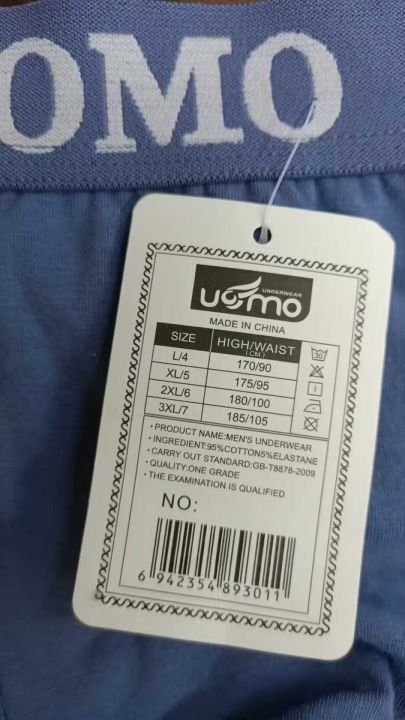 OMO
UNDERWEAR
uomo
MADE IN CHINA
SIZE HIGH/WAIST
(CM)
L/4 170/90
XL/5 175/95
2XL/6 180/100
3XL/7 185/105
30
• PRODUCT NAME:MEN'S UNDERWEAR
• INGREDIENT:95%COTTON5%ELASTANE
• CARRY OUT STANDARD:GB-T8878-2009
• QUALITY:ONE GRADE
• THE EXAMINATION IS QUALIFIED
NO:
6 942354 893011